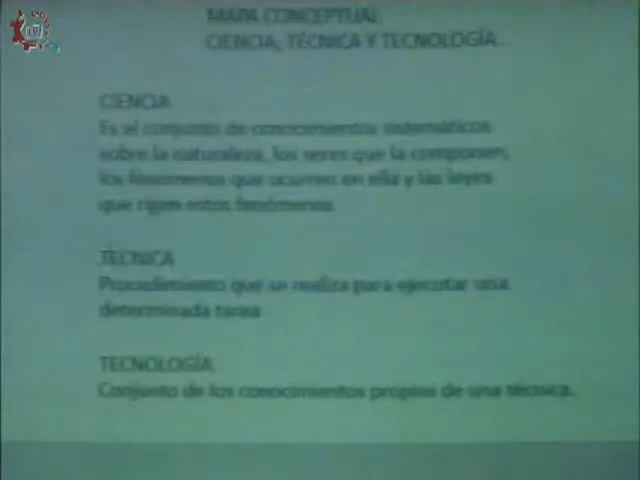 MAPA CONCEPTUAL
CIENCIA, TÉCNICA Y TECNOLOGÍA.
CIENCIA
Es el conjunto de conocimientos sistemáticos
sobre la naturaleza, los seres que la componen,
los fenómenos que ocurren en ella y las leyes
que rigen estos fenómenos
TÉCNICA
Procedimiento que se realiza para ejecutar una
determinada tarea
TECNOLOGÍA
Conjunto de los conocimientos propios de una técnica.